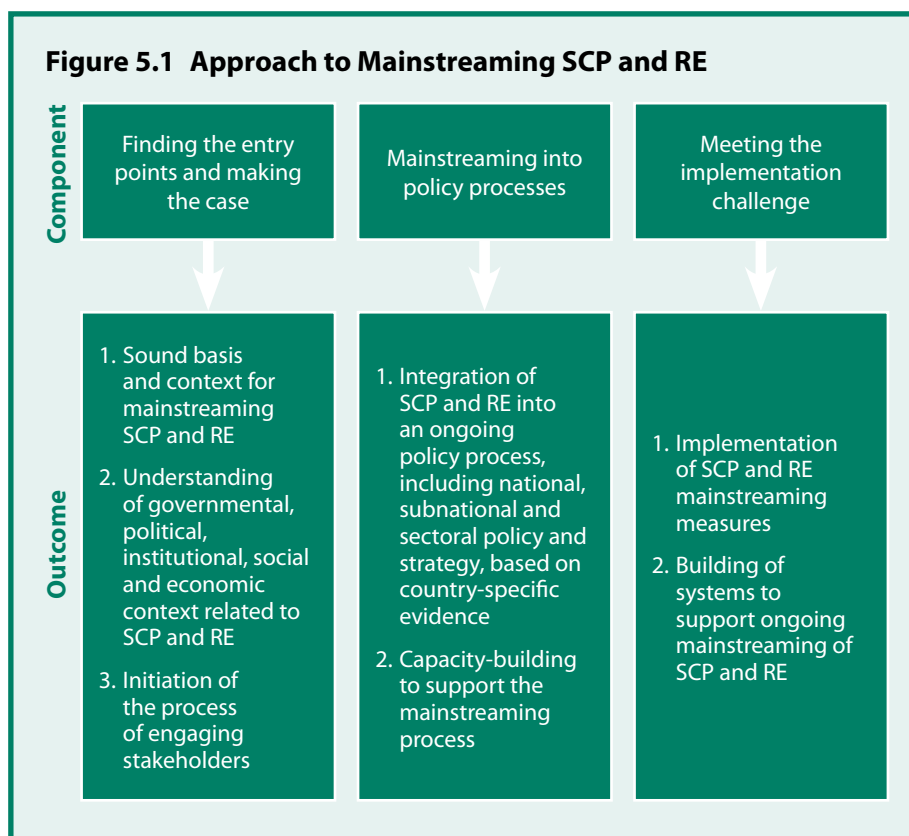 Figure 5.1 Approach to Mainstreaming SCP and RE
Component
Finding the entry
points and making
the case
Mainstreaming into
policy processes
Meeting the
implementation
challenge
Outcome
1. Sound basis
and context for
mainstreaming
SCP and RE
2. Understanding
of governmental,
political,
institutional, social
and economic
context related to
SCP and RE
3. Initiation of
the process
of engaging
stakeholders
1. Integration of
SCP and RE into
an ongoing
policy process,
including national,
subnational and
sectoral policy and
strategy, based on
country-specific
evidence
2. Capacity-building
to support the
mainstreaming
process
1. Implementation
of SCP and RE
mainstreaming
measures
2. Building of
systems to
support ongoing
mainstreaming of
SCP and RE